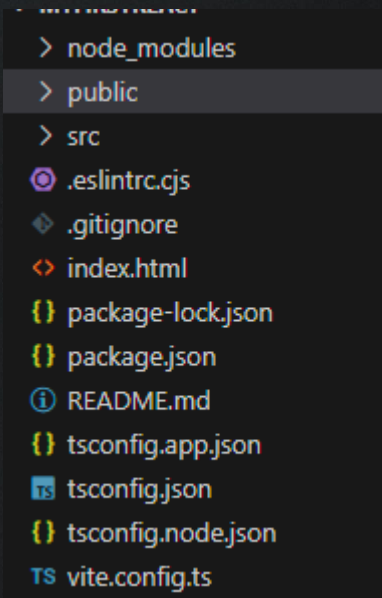 node_modules
public
src
.eslintrc.cjs
.gitignore
index.html
package-lock.json
package.json
README.md
tsconfig.app.json
TS tsconfig.json
tsconfig.node.json
TS vite.config.ts